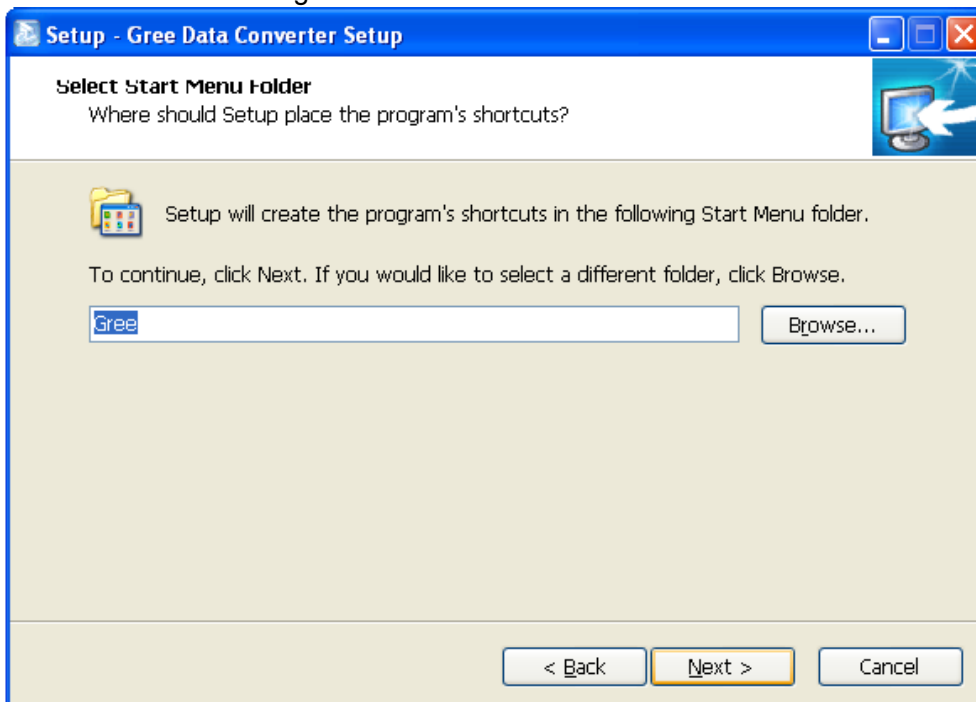 Setup - Gree Data Converter Setup
Select Start Menu Folder
Where should Setup place the program's shortcuts?
Setup will create the program's shortcuts in the following Start Menu folder.
To continue, click Next. If you would like to select a different folder, click Browse.
Gree
Browse...
< Back
Next >
Cancel